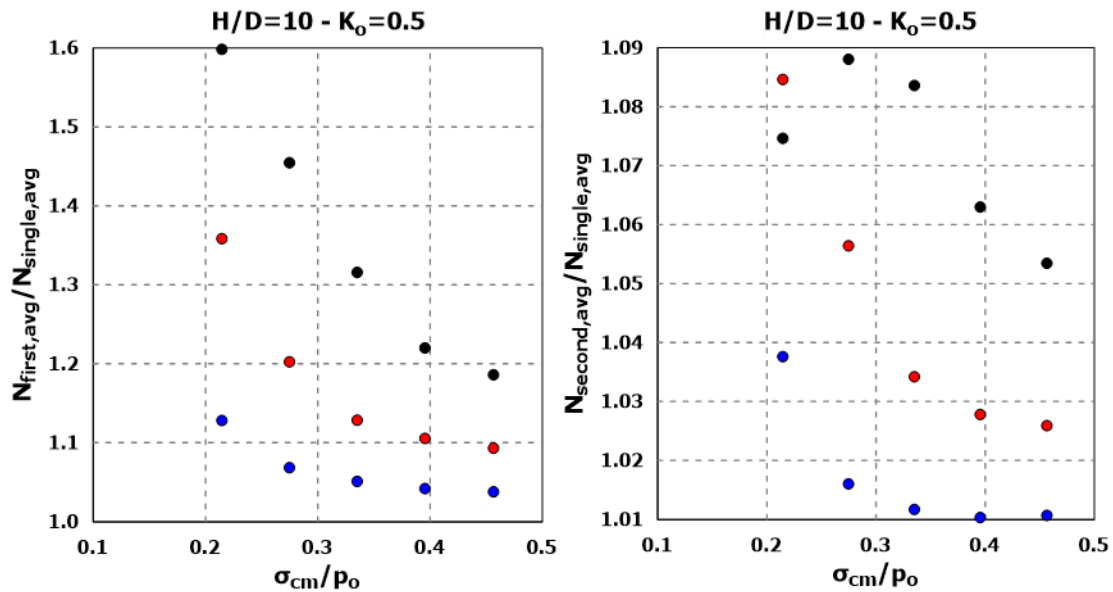 H/D=10 - Ko=0.5
1.6
1.5
1.4
1.3
1.2
1.1
1.0
0.1 0.2 0.3 0.4 0.5
Nfirst,avg/Nsingle,avg
σcm/po
H/D=10 - Ko=0.5
1.09
1.08
1.07
1.06
1.05
1.04
1.03
1.02
1.01
0.1 0.2 0.3 0.4 0.5
Nsecond,avg/Nsingle,avg
σcm/po